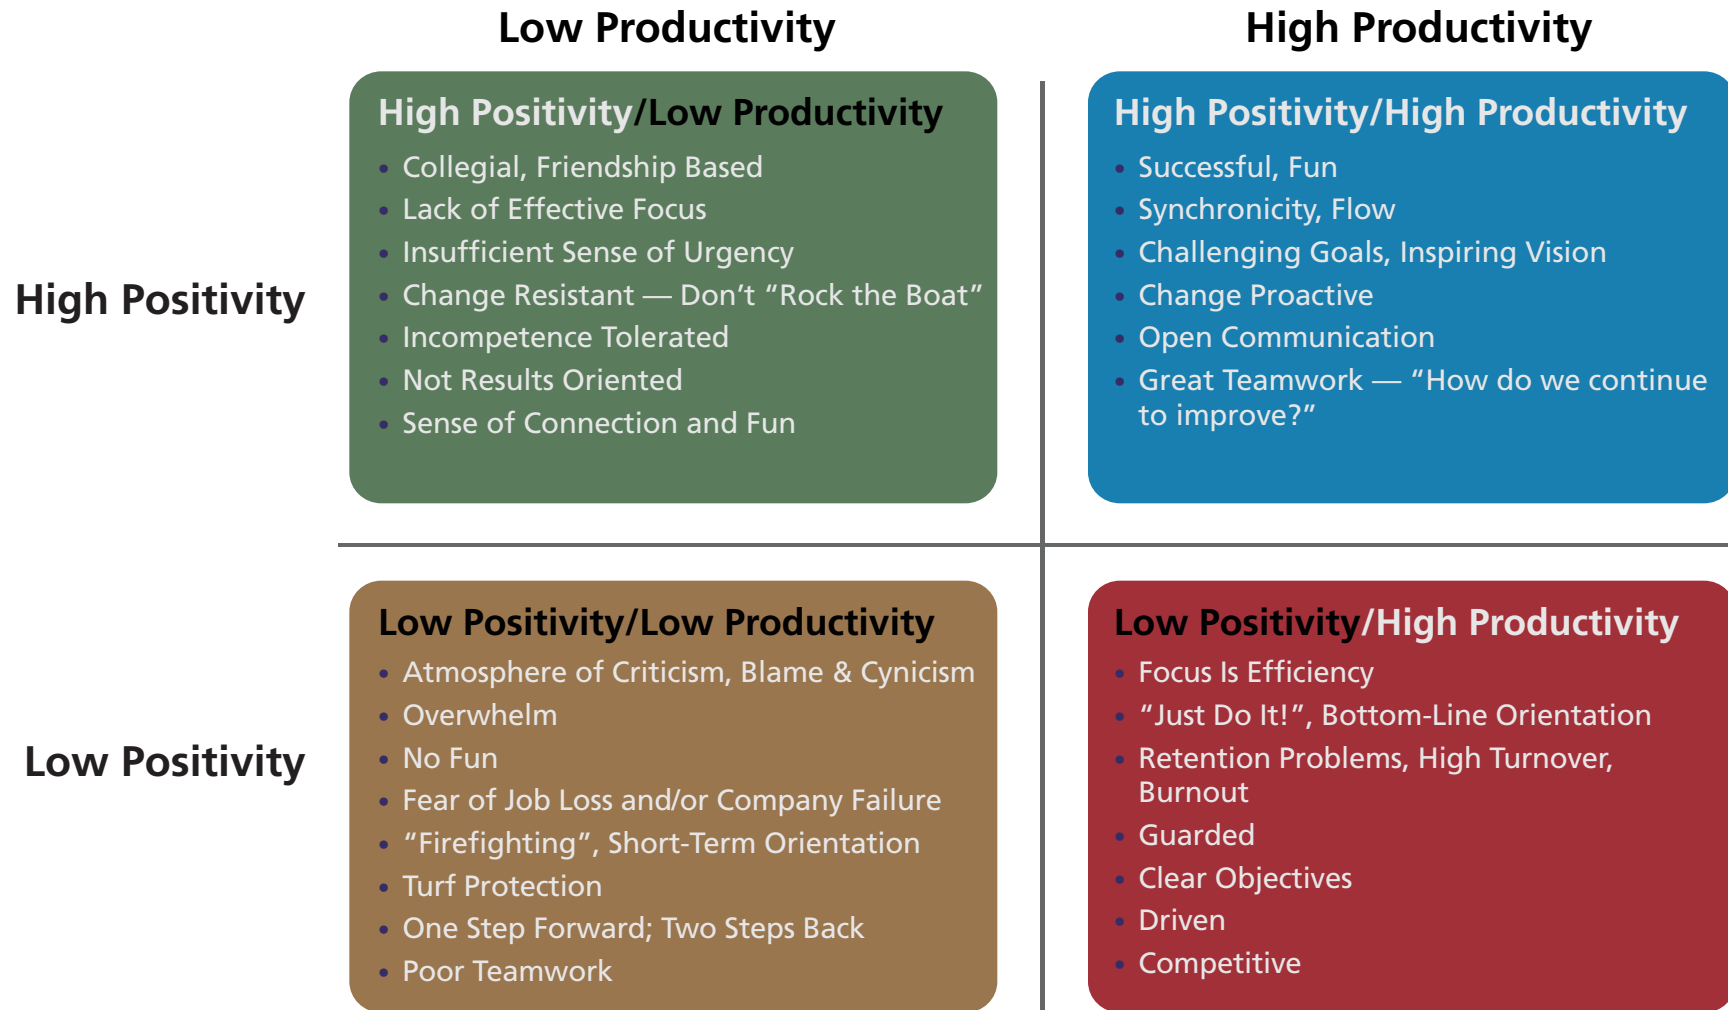 Low Productivity
High Productivity
High Positivity
High Positivity/Low Productivity
• Collegial, Friendship Based
• Lack of Effective Focus
• Insufficient Sense of Urgency
• Change Resistant — Don’t “Rock the Boat”
• Incompetence Tolerated
• Not Results Oriented
• Sense of Connection and Fun
High Positivity/High Productivity
• Successful, Fun
• Synchronicity, Flow
• Challenging Goals, Inspiring Vision
• Change Proactive
• Open Communication
• Great Teamwork — “How do we continue
to improve?”
Low Positivity
Low Positivity/Low Productivity
• Atmosphere of Criticism, Blame & Cynicism
• Overwhelm
• No Fun
• Fear of Job Loss and/or Company Failure
• “Firefighting”, Short-Term Orientation
• Turf Protection
• One Step Forward; Two Steps Back
• Poor Teamwork
Low Positivity/High Productivity
• Focus Is Efficiency
• “Just Do It!”, Bottom-Line Orientation
• Retention Problems, High Turnover,
Burnout
• Guarded
• Clear Objectives
• Driven
• Competitive